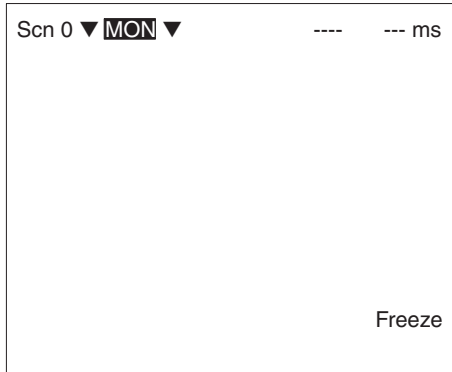 Scn 0 ▼ MON ▼ ---- --- ms
Freeze